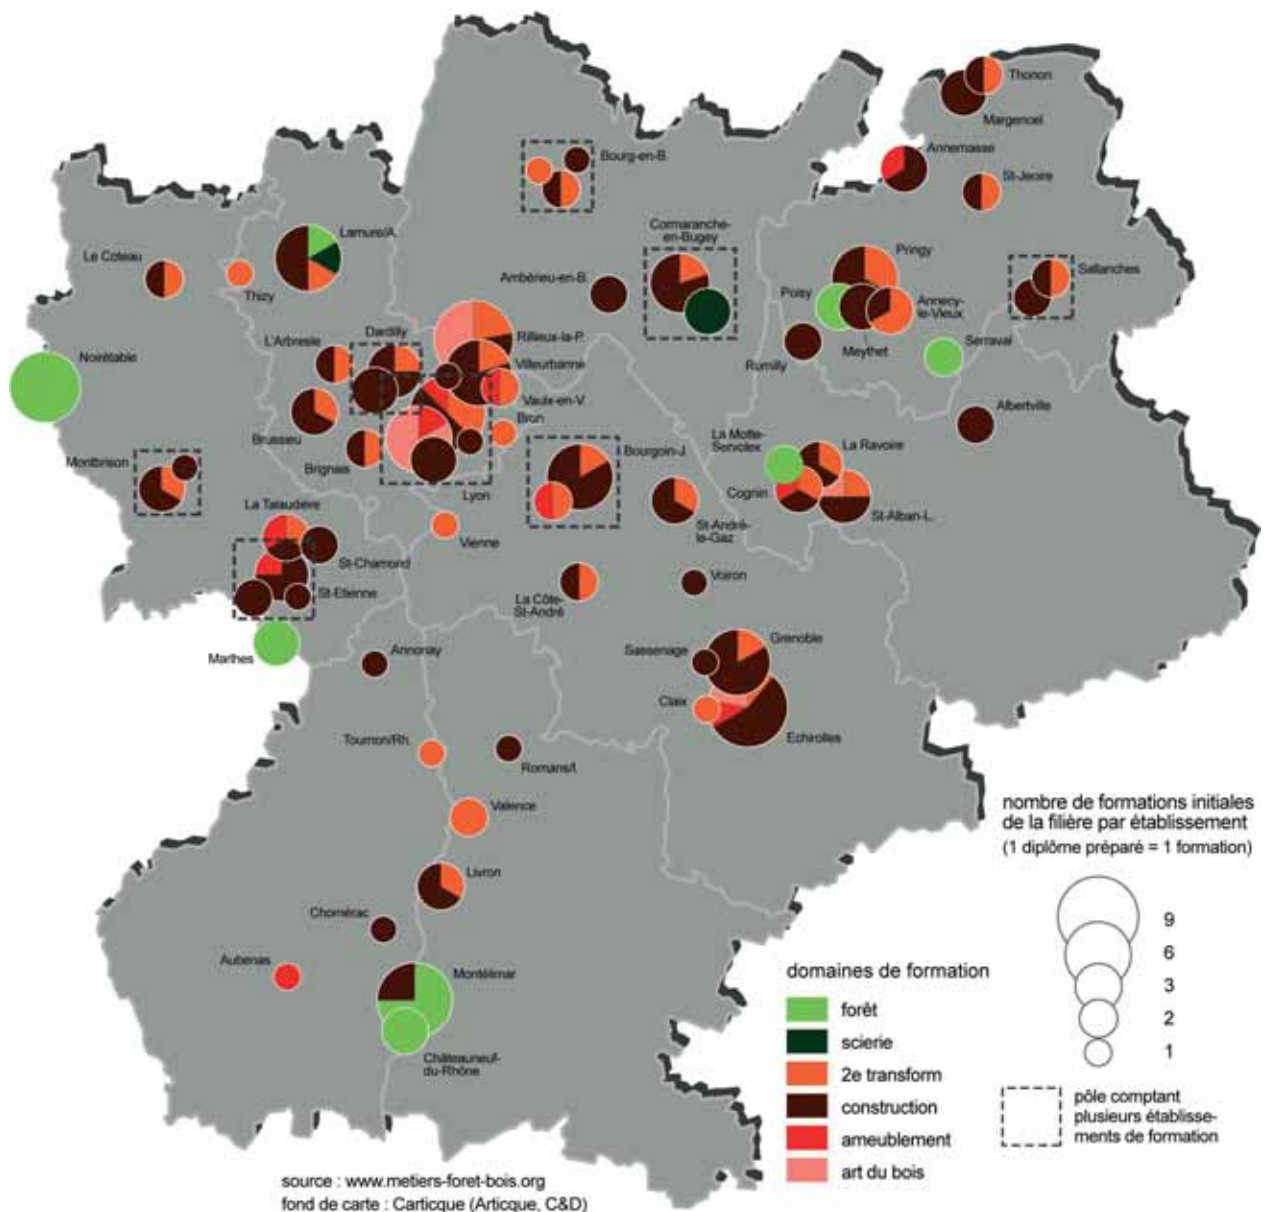 Thonon
Margencel
Annemasse
St-Jeoire
Bourg-en-B.
Cormaranche-
en-Bugey
Lamure/A.
Le Coteau
Thizy
Ambérieu-en-B.
Pringy
Sallanches
Poisy
Annecy-
le-Vieux
Meythet
Serraval
Rumilly
Noirétable
L'Arbresle
Dardilly
Rillieux-la-P.
Villeurbanne
Vaulx-en-V.
Bron
Brussieu
Brignais
Lyon
Albertville
La Motte-
Servolex
La Ravoire
Cognin
St-Alban-L.
Montbrison
Bourgoin-J.
St-André-
le-Gaz
La Talaudière
St-Chamond
St-Etienne
Vienne
La Côte-
St-André
Voiron
Marlhes
Annonay
Sassenage
Grenoble
Claix
Echirolles
Tournon/Rh.
Romans/I.
Valence
Livron
Chomérac
Aubenas
Montélimar
Châteauneuf-
du-Rhône
nombre de formations initiales
de la filière par établissement
(1 diplôme préparé = 1 formation)
9
6
3
2
1
domaines de formation
forêt
scierie
2e transform
construction
ameublement
art du bois
pôle comptant
plusieurs établisse-
ments de formation
source : www.metiers-foret-bois.org
fond de carte : Carticque (Articque, C&D)